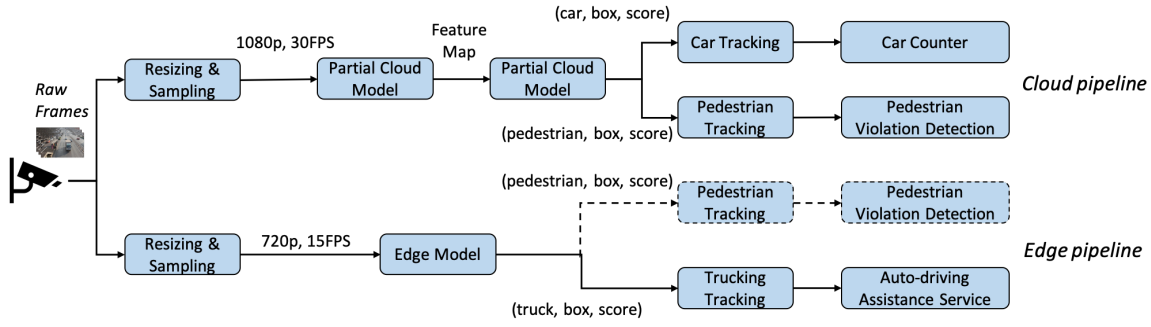 Raw
Frames
Resizing &
Sampling
1080p, 30FPS
Partial Cloud
Model
Feature
Map
Partial Cloud
Model
(car, box, score)
Car Tracking
Car Counter
(pedestrian, box, score)
Pedestrian
Tracking
Pedestrian
Violation Detection
Cloud pipeline
Resizing &
Sampling
720p, 15FPS
Edge Model
(pedestrian, box, score)
Pedestrian
Tracking
Pedestrian
Violation Detection
(truck, box, score)
Trucking
Tracking
Auto-driving
Assistance Service
Edge pipeline